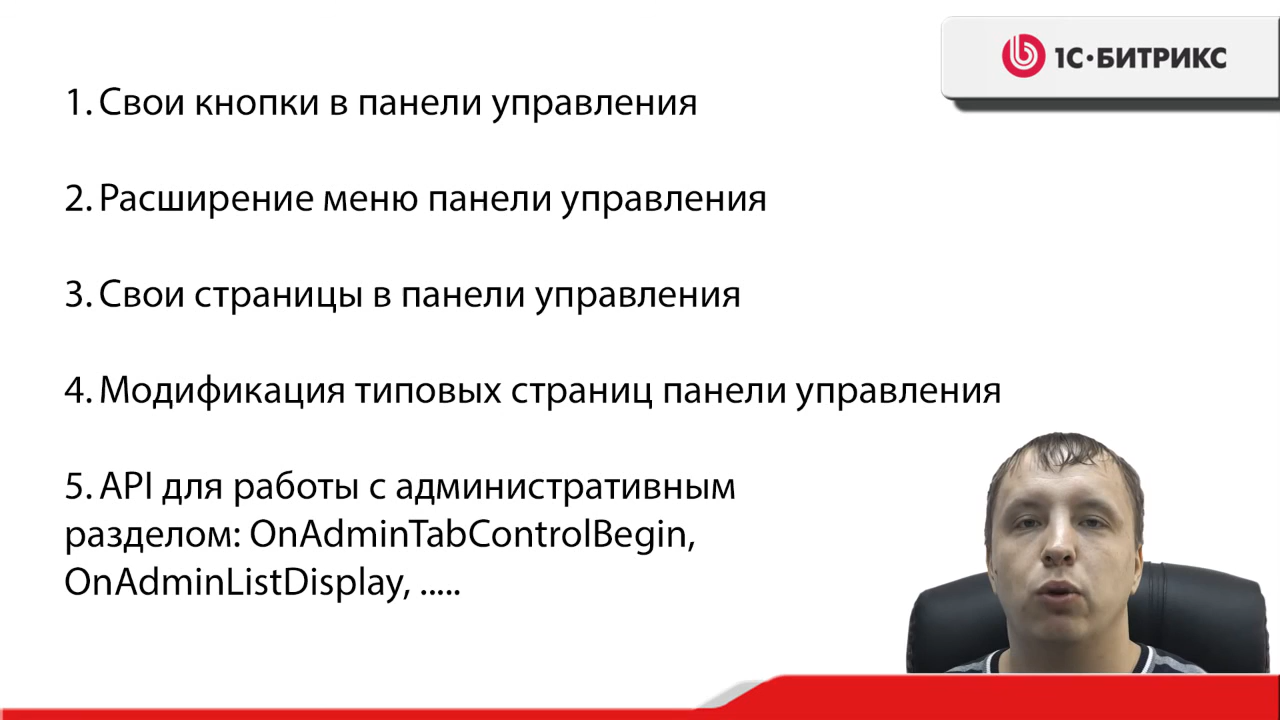 1С·БИТРИКС
1. Свои кнопки в панели управления
2. Расширение меню панели управления
3. Свои страницы в панели управления
4. Модификация типовых страниц панели управления
5. API для работы с административным
разделом: OnAdminTabControlBegin,
OnAdminListDisplay, .....